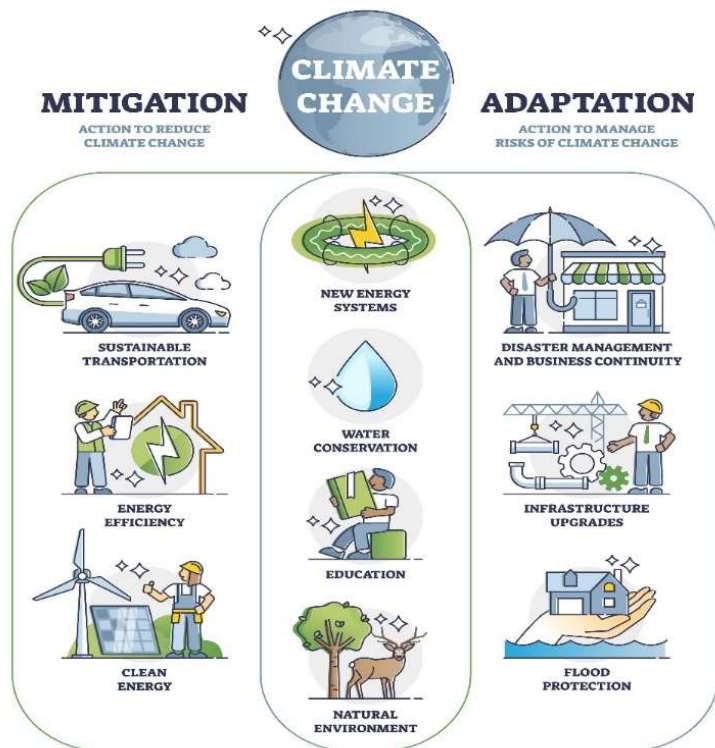 CLIMATE
CHANGE
MITIGATION
ACTION TO REDUCE
CLIMATE CHANGE
ADAPTATION
ACTION TO MANAGE
RISKS OF CLIMATE CHANGE
SUSTAINABLE
TRANSPORTATION
ENERGY
EFFICIENCY
CLEAN
ENERGY
NEW ENERGY
SYSTEMS
WATER
CONSERVATION
EDUCATION
NATURAL
ENVIRONMENT
DISASTER MANAGEMENT
AND BUSINESS CONTINUITY
INFRASTRUCTURE
UPGRADES
FLOOD
PROTECTION